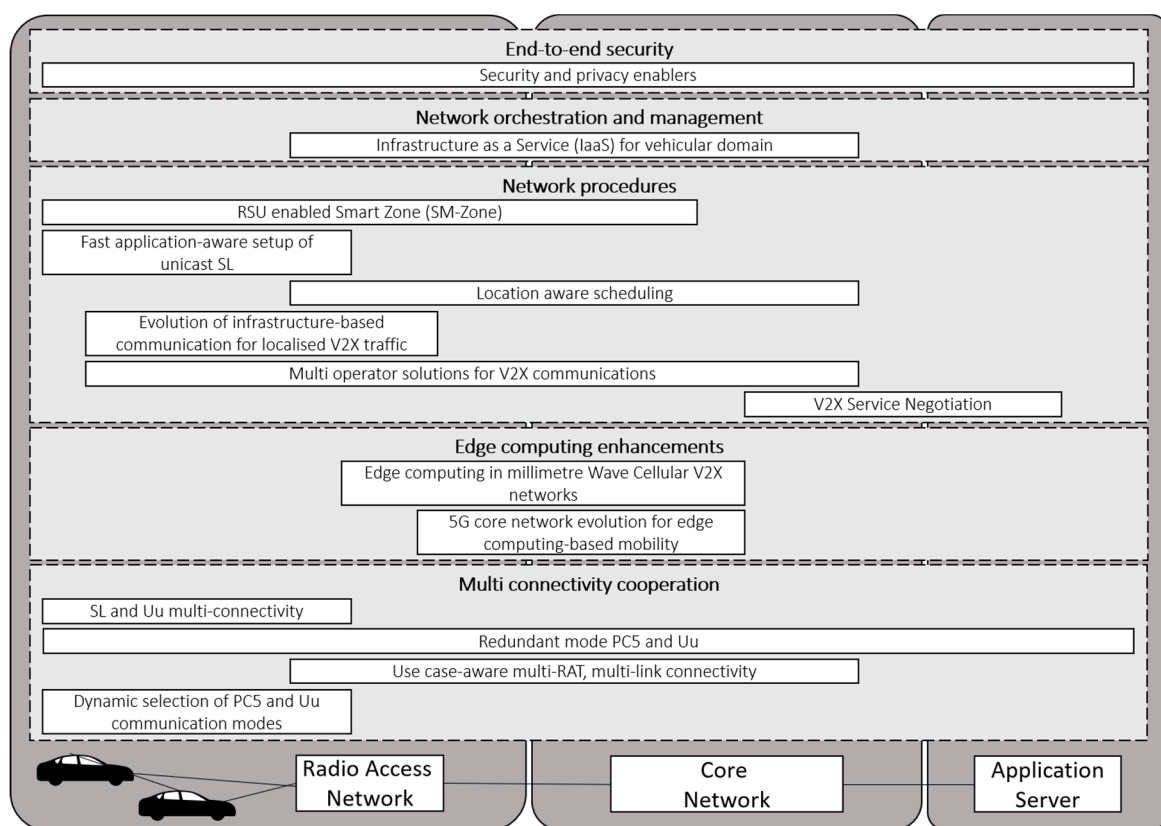 End-to-end security
Security and privacy enablers
Network orchestration and management
Infrastructure as a Service (IaaS) for vehicular domain
Network procedures
RSU enabled Smart Zone (SM-Zone)
Fast application-aware setup of
unicast SL
Location aware scheduling
Evolution of infrastructure-based
communication for localised V2X traffic
Multi operator solutions for V2X communications
V2X Service Negotiation
Edge computing enhancements
Edge computing in millimetre Wave Cellular V2X
networks
5G core network evolution for edge
computing-based mobility
Multi connectivity cooperation
SL and Uu multi-connectivity
Redundant mode PC5 and Uu
Use case-aware multi-RAT, multi-link connectivity
Dynamic selection of PC5 and Uu
communication modes
Radio Access
Network
Core
Network
Application
Server